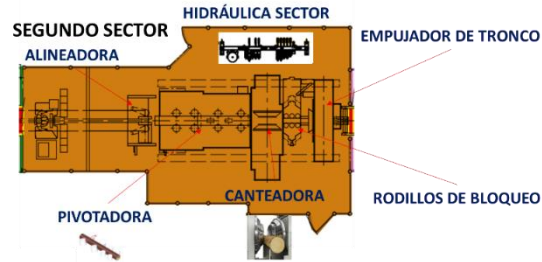 HIDRÁULICA SECTOR
SEGUNDO SECTOR
EMPUJADOR DE TRONCO
ALINEADORA
CANTEADORA
RODILLOS DE BLOQUEO
PIVOTADORA